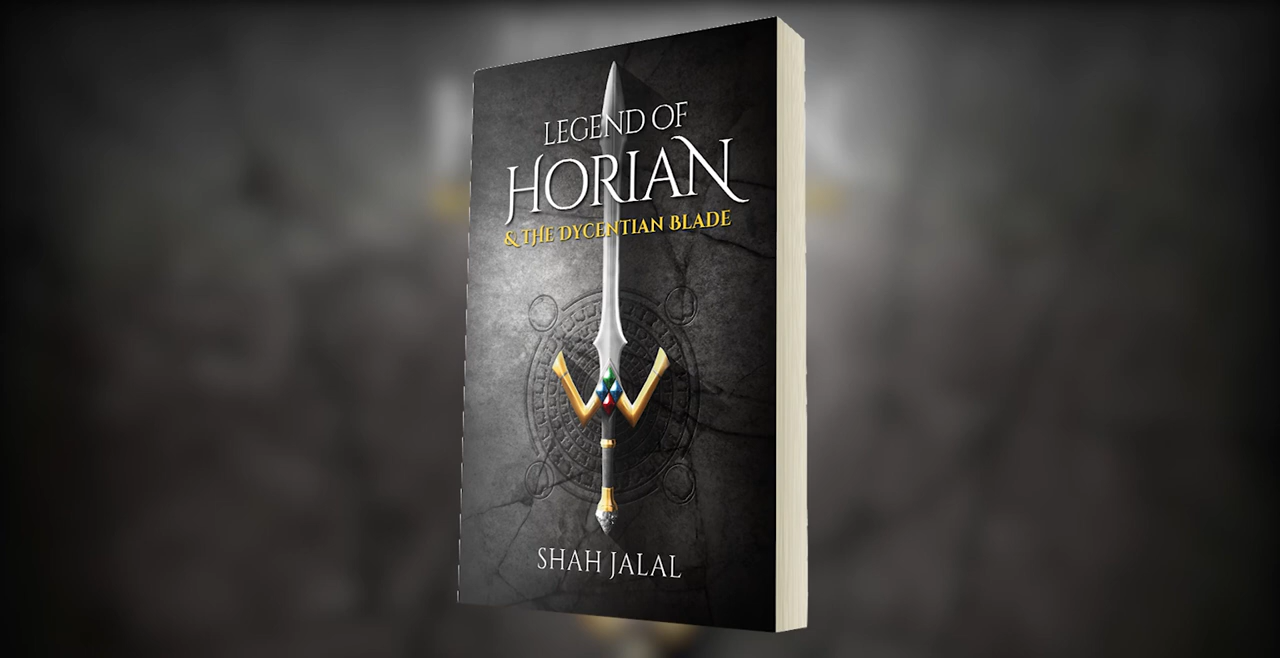 LEGEND OF
HORIAN
& THE DYCENTIAN BLADE
SHAH JALAL